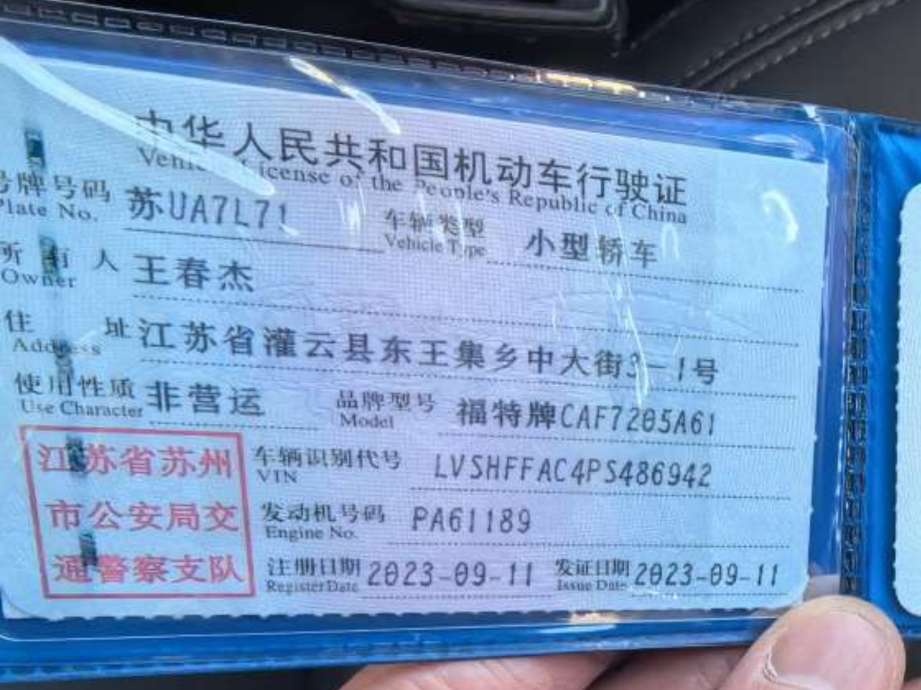 中华人民共和国机动车行驶证
Vehicle License of the People's Republic of China
号牌号码 苏UA7L71 车辆类型 小型轿车
Plate No. Vehicle Type
所有人 王春杰
Owner
住址 江苏省灌云县东王集乡中大街3-1号
Address
使用性质 非营运 品牌型号 福特牌CAF7205A61
Use Character Model
江苏省苏州 车辆识别代号 LVSHFFAC4PS486942
VIN
市公安局交 发动机号码 PA61189
Engine No.
通警察支队 注册日期 2023-09-11 发证日期 2023-09-11
Register Date Issue Date